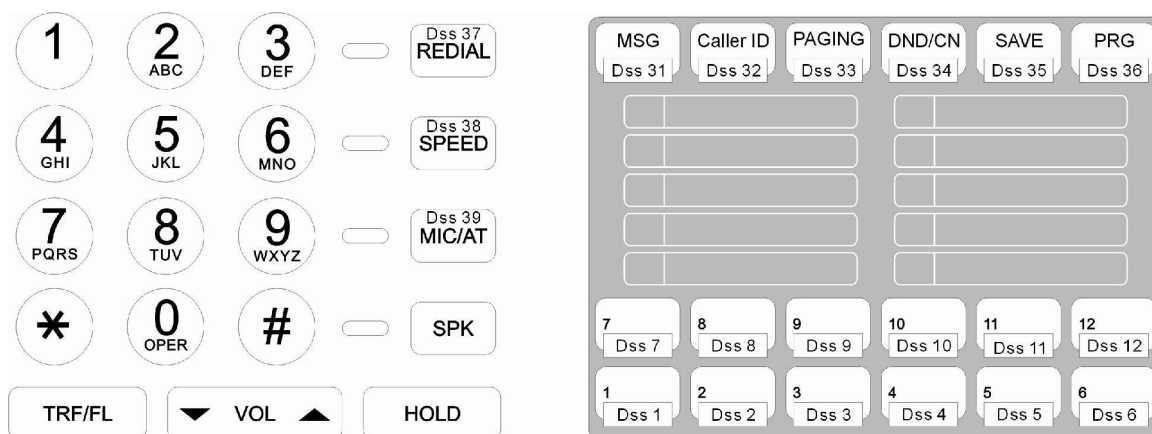 1
2
ABC
3
DEF
Dss 37
REDIAL
4
GHI
5
JKL
6
MNO
Dss 38
SPEED
7
PQRS
8
TUV
9
WXYZ
Dss 39
MIC/AT
*
0
OPER
#
SPK
TRF/FL
VOL
HOLD
MSG
Dss 31
Caller ID
Dss 32
PAGING
Dss 33
DND/CN
Dss 34
SAVE
Dss 35
PRG
Dss 36
7
Dss 7
8
Dss 8
9
Dss 9
10
Dss 10
11
Dss 11
12
Dss 12
1
Dss 1
2
Dss 2
3
Dss 3
4
Dss 4
5
Dss 5
6
Dss 6